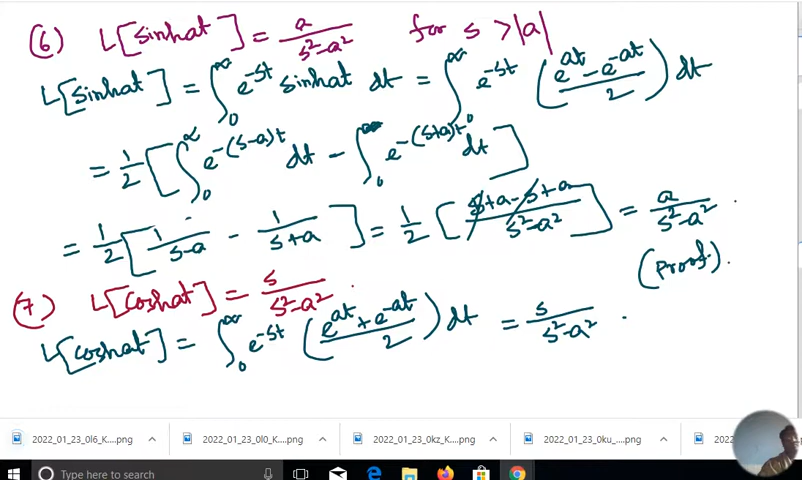 (6) L[sinhat] = a/(s²-a²) for s >|a|
L[sinhat] = ∫₀^∞ e^-st sinhat dt = ∫₀^∞ e^-st ((e^at - e^-at)/2) dt
= 1/2 [∫₀^∞ e^-(s-a)t dt - ∫₀^∞ e^-(s+a)t dt]
= 1/2 [1/(s-a) - 1/(s+a)] = 1/2 [(s+a-s+a)/(s²-a²)] = a/(s²-a²) .
(Proof).
(7) L[coshat] = s/(s²-a²) .
L[coshat] = ∫₀^∞ e^-st ((e^at + e^-at)/2) dt = s/(s²-a²) .
2022_01_23_0l6_K....png 2022_01_23_0l0_K....png 2022_01_23_0kz_K....png 2022_01_23_0ku_....png 2022_01
Type here to search